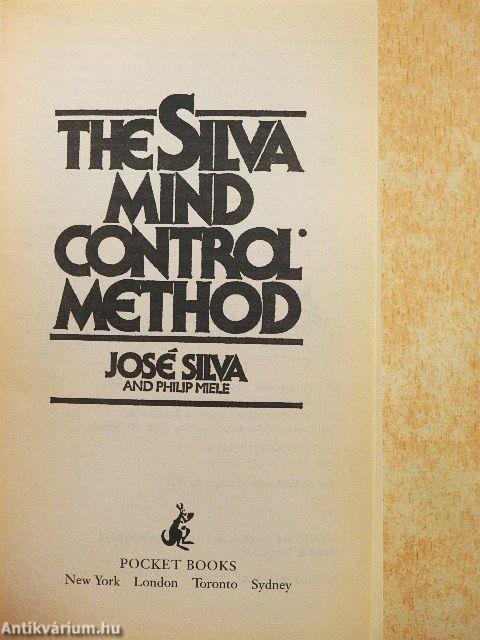 THE SILVA
MIND
CONTROL
METHOD
JOSÉ SILVA
AND PHILIP MIELE
POCKET BOOKS
New York London Toronto Sydney
Antikvárium.hu